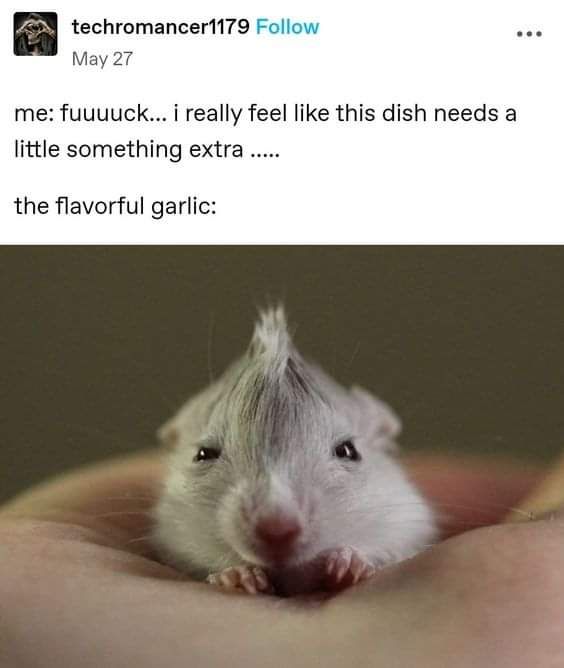 techromancer1179 Follow
May 27
me: fuuuuck... i really feel like this dish needs a
little something extra .....
the flavorful garlic: